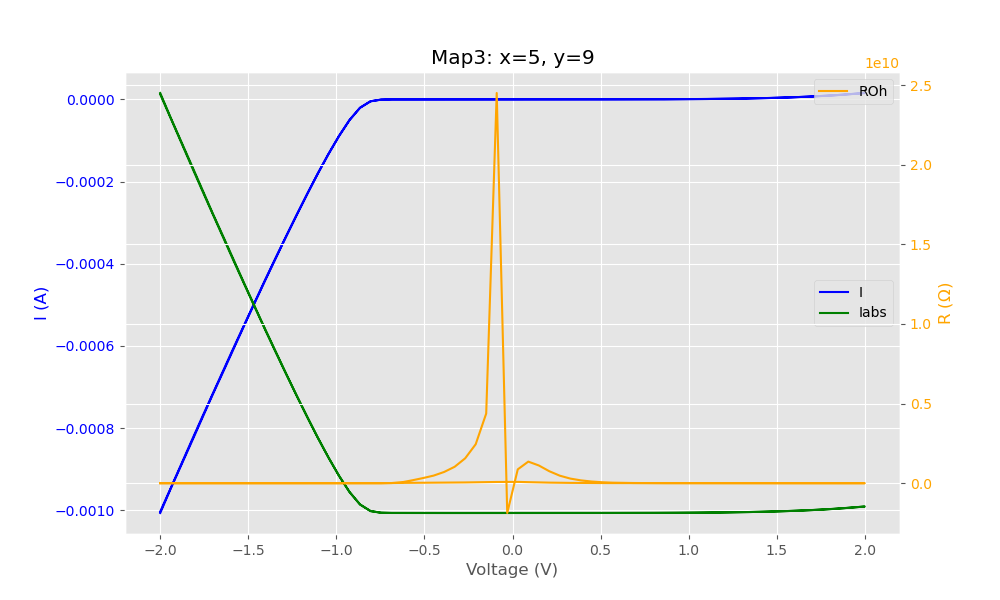 Map3: x=5, y=9
1e10
0.0000
−0.0002
−0.0004
−0.0006
−0.0008
−0.0010
I (A)
2.5
2.0
1.5
1.0
0.5
0.0
R (Ω)
ROh
I
Iabs
−2.0 −1.5 −1.0 −0.5 0.0 0.5 1.0 1.5 2.0
Voltage (V)